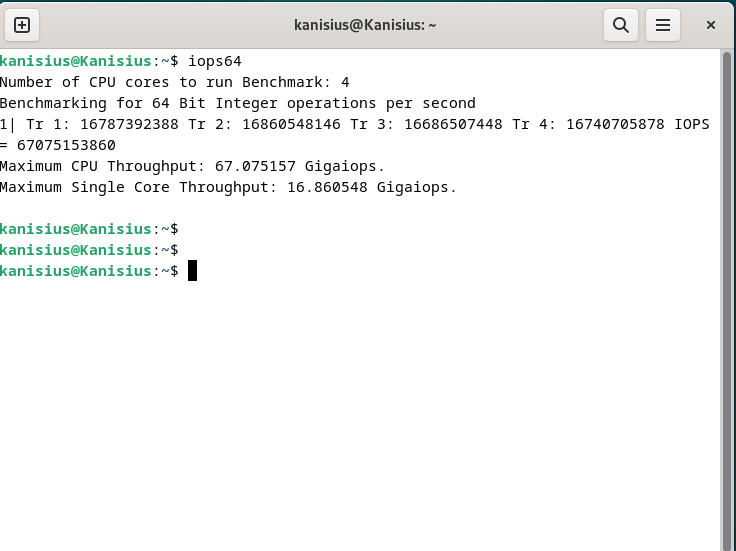 kanisius@Kanisius: ~
kanisius@Kanisius:~$ iops64
Number of CPU cores to run Benchmark: 4
Benchmarking for 64 Bit Integer operations per second
1| Tr 1: 16787392388 Tr 2: 16860548146 Tr 3: 16686507448 Tr 4: 16740705878 IOPS
= 67075153860
Maximum CPU Throughput: 67.075157 Gigaiops.
Maximum Single Core Throughput: 16.860548 Gigaiops.
kanisius@Kanisius:~$
kanisius@Kanisius:~$
kanisius@Kanisius:~$